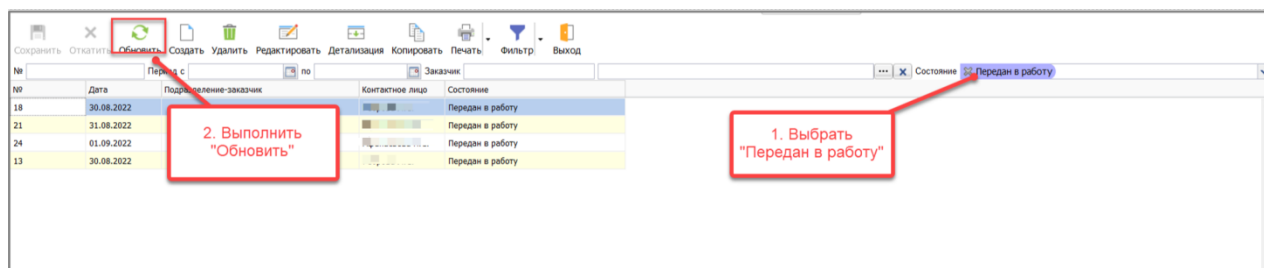 Сохранить Откатить Обновить Создать Удалить Редактировать Детализация Копировать Печать Фильтр Выход
№ Период с по Заказчик Состояние Передан в работу
№ Дата Подразделение-заказчик Контактное лицо Состояние
18 30.08.2022 Передан в работу
21 31.08.2022 Передан в работу
24 01.09.2022 Передан в работу
13 30.08.2022 Передан в работу
2. Выполнить
"Обновить"
1. Выбрать
"Передан в работу"